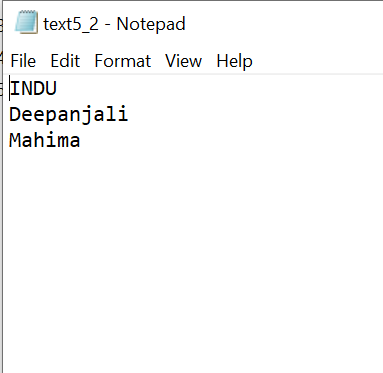 text5_2 - Notepad
File Edit Format View Help
INDU
Deepanjali
Mahima